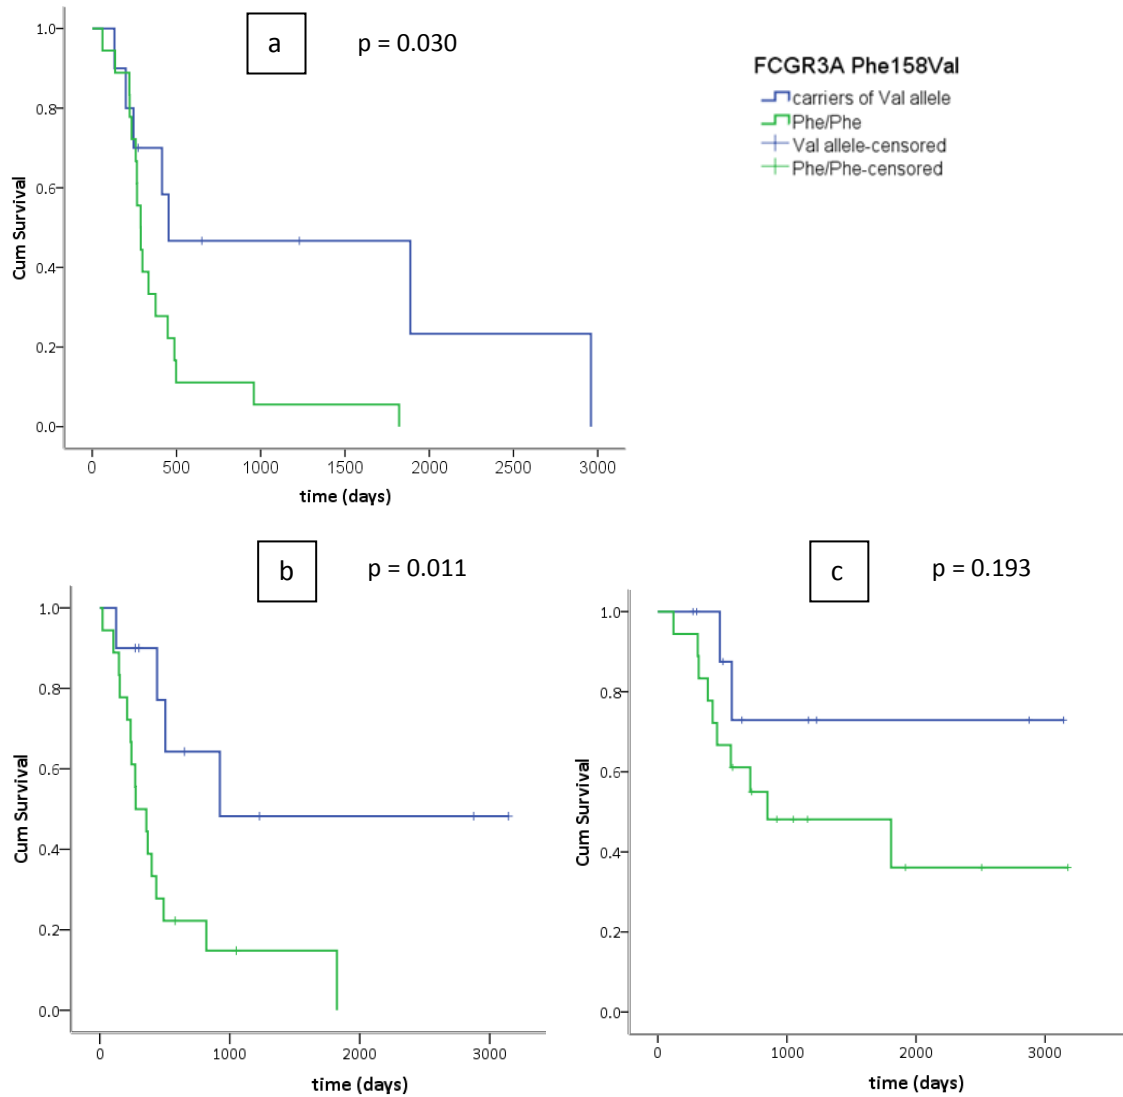 a
p = 0.030
FCGR3A Phe158Val
carriers of Val allele
Phe/Phe
Val allele-censored
Phe/Phe-censored
Cum Survival
1.0
0.8
0.6
0.4
0.2
0.0
0 500 1000 1500 2000 2500 3000
time (days)
b
p = 0.011
Cum Survival
1.0
0.8
0.6
0.4
0.2
0.0
0 1000 2000 3000
time (days)
c
p = 0.193
Cum Survival
1.0
0.8
0.6
0.4
0.2
0.0
0 1000 2000 3000
time (days)